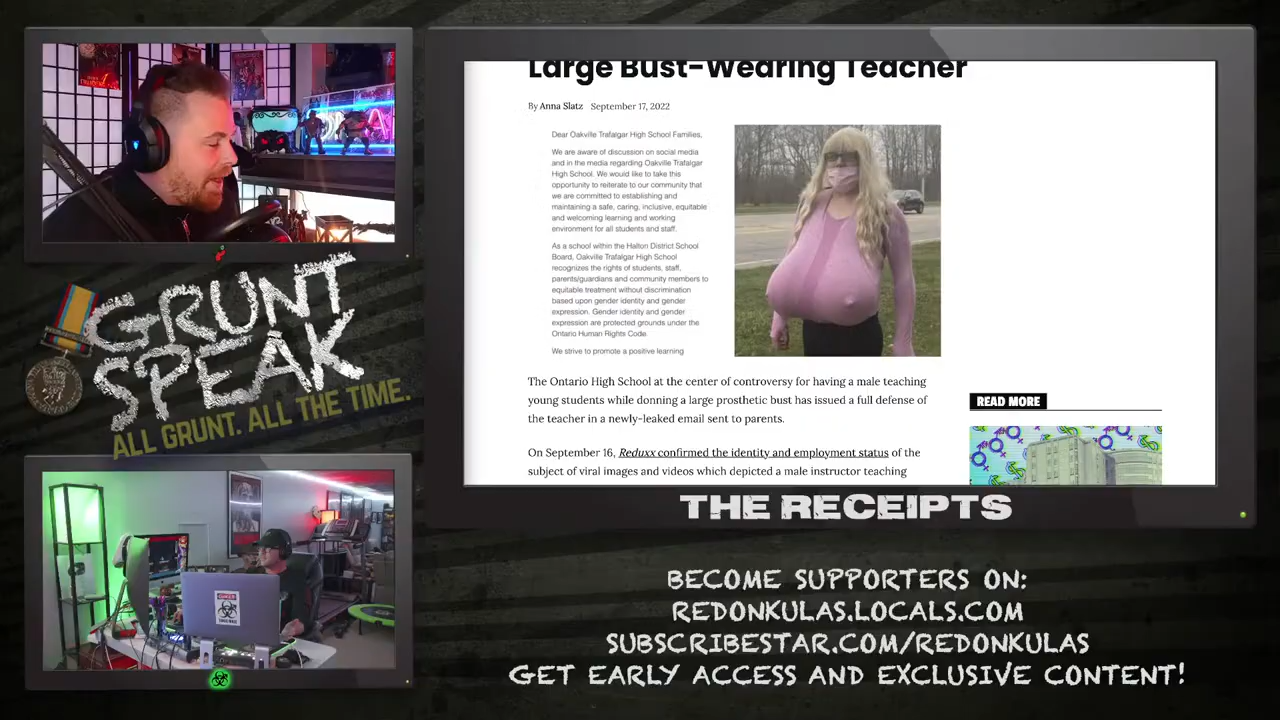 Large Bust-Wearing Teacher
By Anna Slatz September 17, 2022
Dear Oakville Trafalgar High School Families,
We are aware of discussion on social media
and in the media regarding Oakville Trafalgar
High School. We would like to take this
opportunity to reiterate to our community that
we are committed to establishing and
maintaining a safe, caring, inclusive, equitable
and welcoming learning and working
environment for all students and staff.
As a school within the Halton District School
Board, Oakville Trafalgar High School
recognizes the rights of students, staff,
parents/guardians and community members to
equitable treatment without discrimination
based upon gender identity and gender
expression. Gender identity and gender
expression are protected grounds under the
Ontario Human Rights Code.
We strive to promote a positive learning
The Ontario High School at the center of controversy for having a male teaching
young students while donning a large prosthetic bust has issued a full defense of
the teacher in a newly-leaked email sent to parents.
On September 16, Reduxx confirmed the identity and employment status of the
subject of viral images and videos which depicted a male instructor teaching
READ MORE
GRUNT
SPEAK
ALL GRUNT. ALL THE TIME.
THE RECEIPTS
BECOME SUPPORTERS ON:
REDONKULAS.LOCALS.COM
SUBSCRIBESTAR.COM/REDONKULAS
GET EARLY ACCESS AND EXCLUSIVE CONTENT!